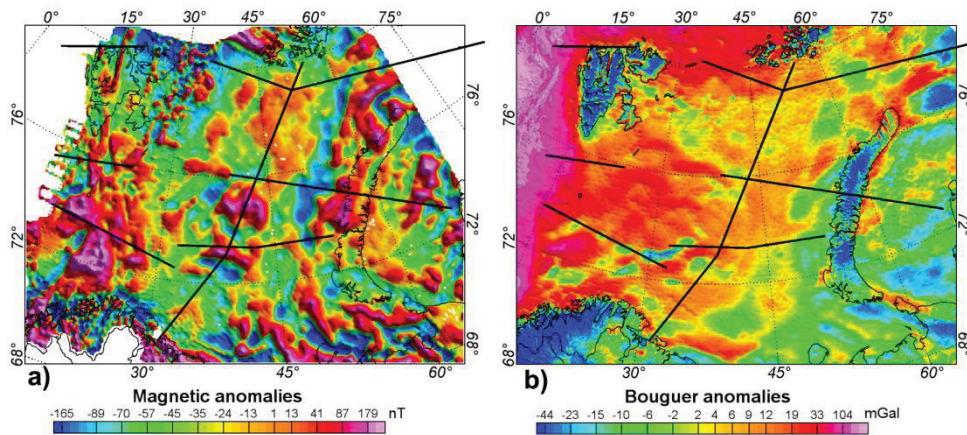 0° 15° 30° 45° 60° 75°
76°
76°
72°
72°
68°
68°
30° 45° 60°
a)
Magnetic anomalies
-165 -89 -70 -57 -45 -35 -24 -13 1 13 41 87 179 nT
0° 15° 30° 45° 60° 75°
76°
76°
72°
72°
68°
68°
30° 45° 60°
b)
Bouguer anomalies
-44 -23 -15 -10 -6 -2 2 6 9 12 19 33 104 mGal